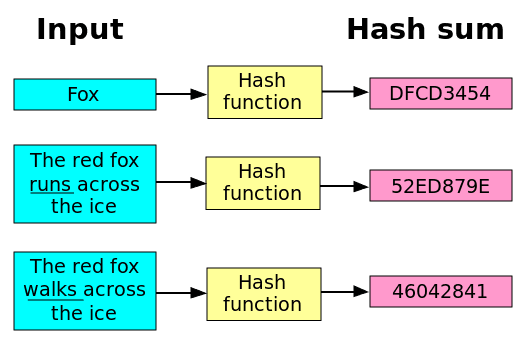 Input
Hash sum
Fox
Hash
function
DFCD3454
The red fox
runs across
the ice
Hash
function
52ED879E
The red fox
walks across
the ice
Hash
function
46042841